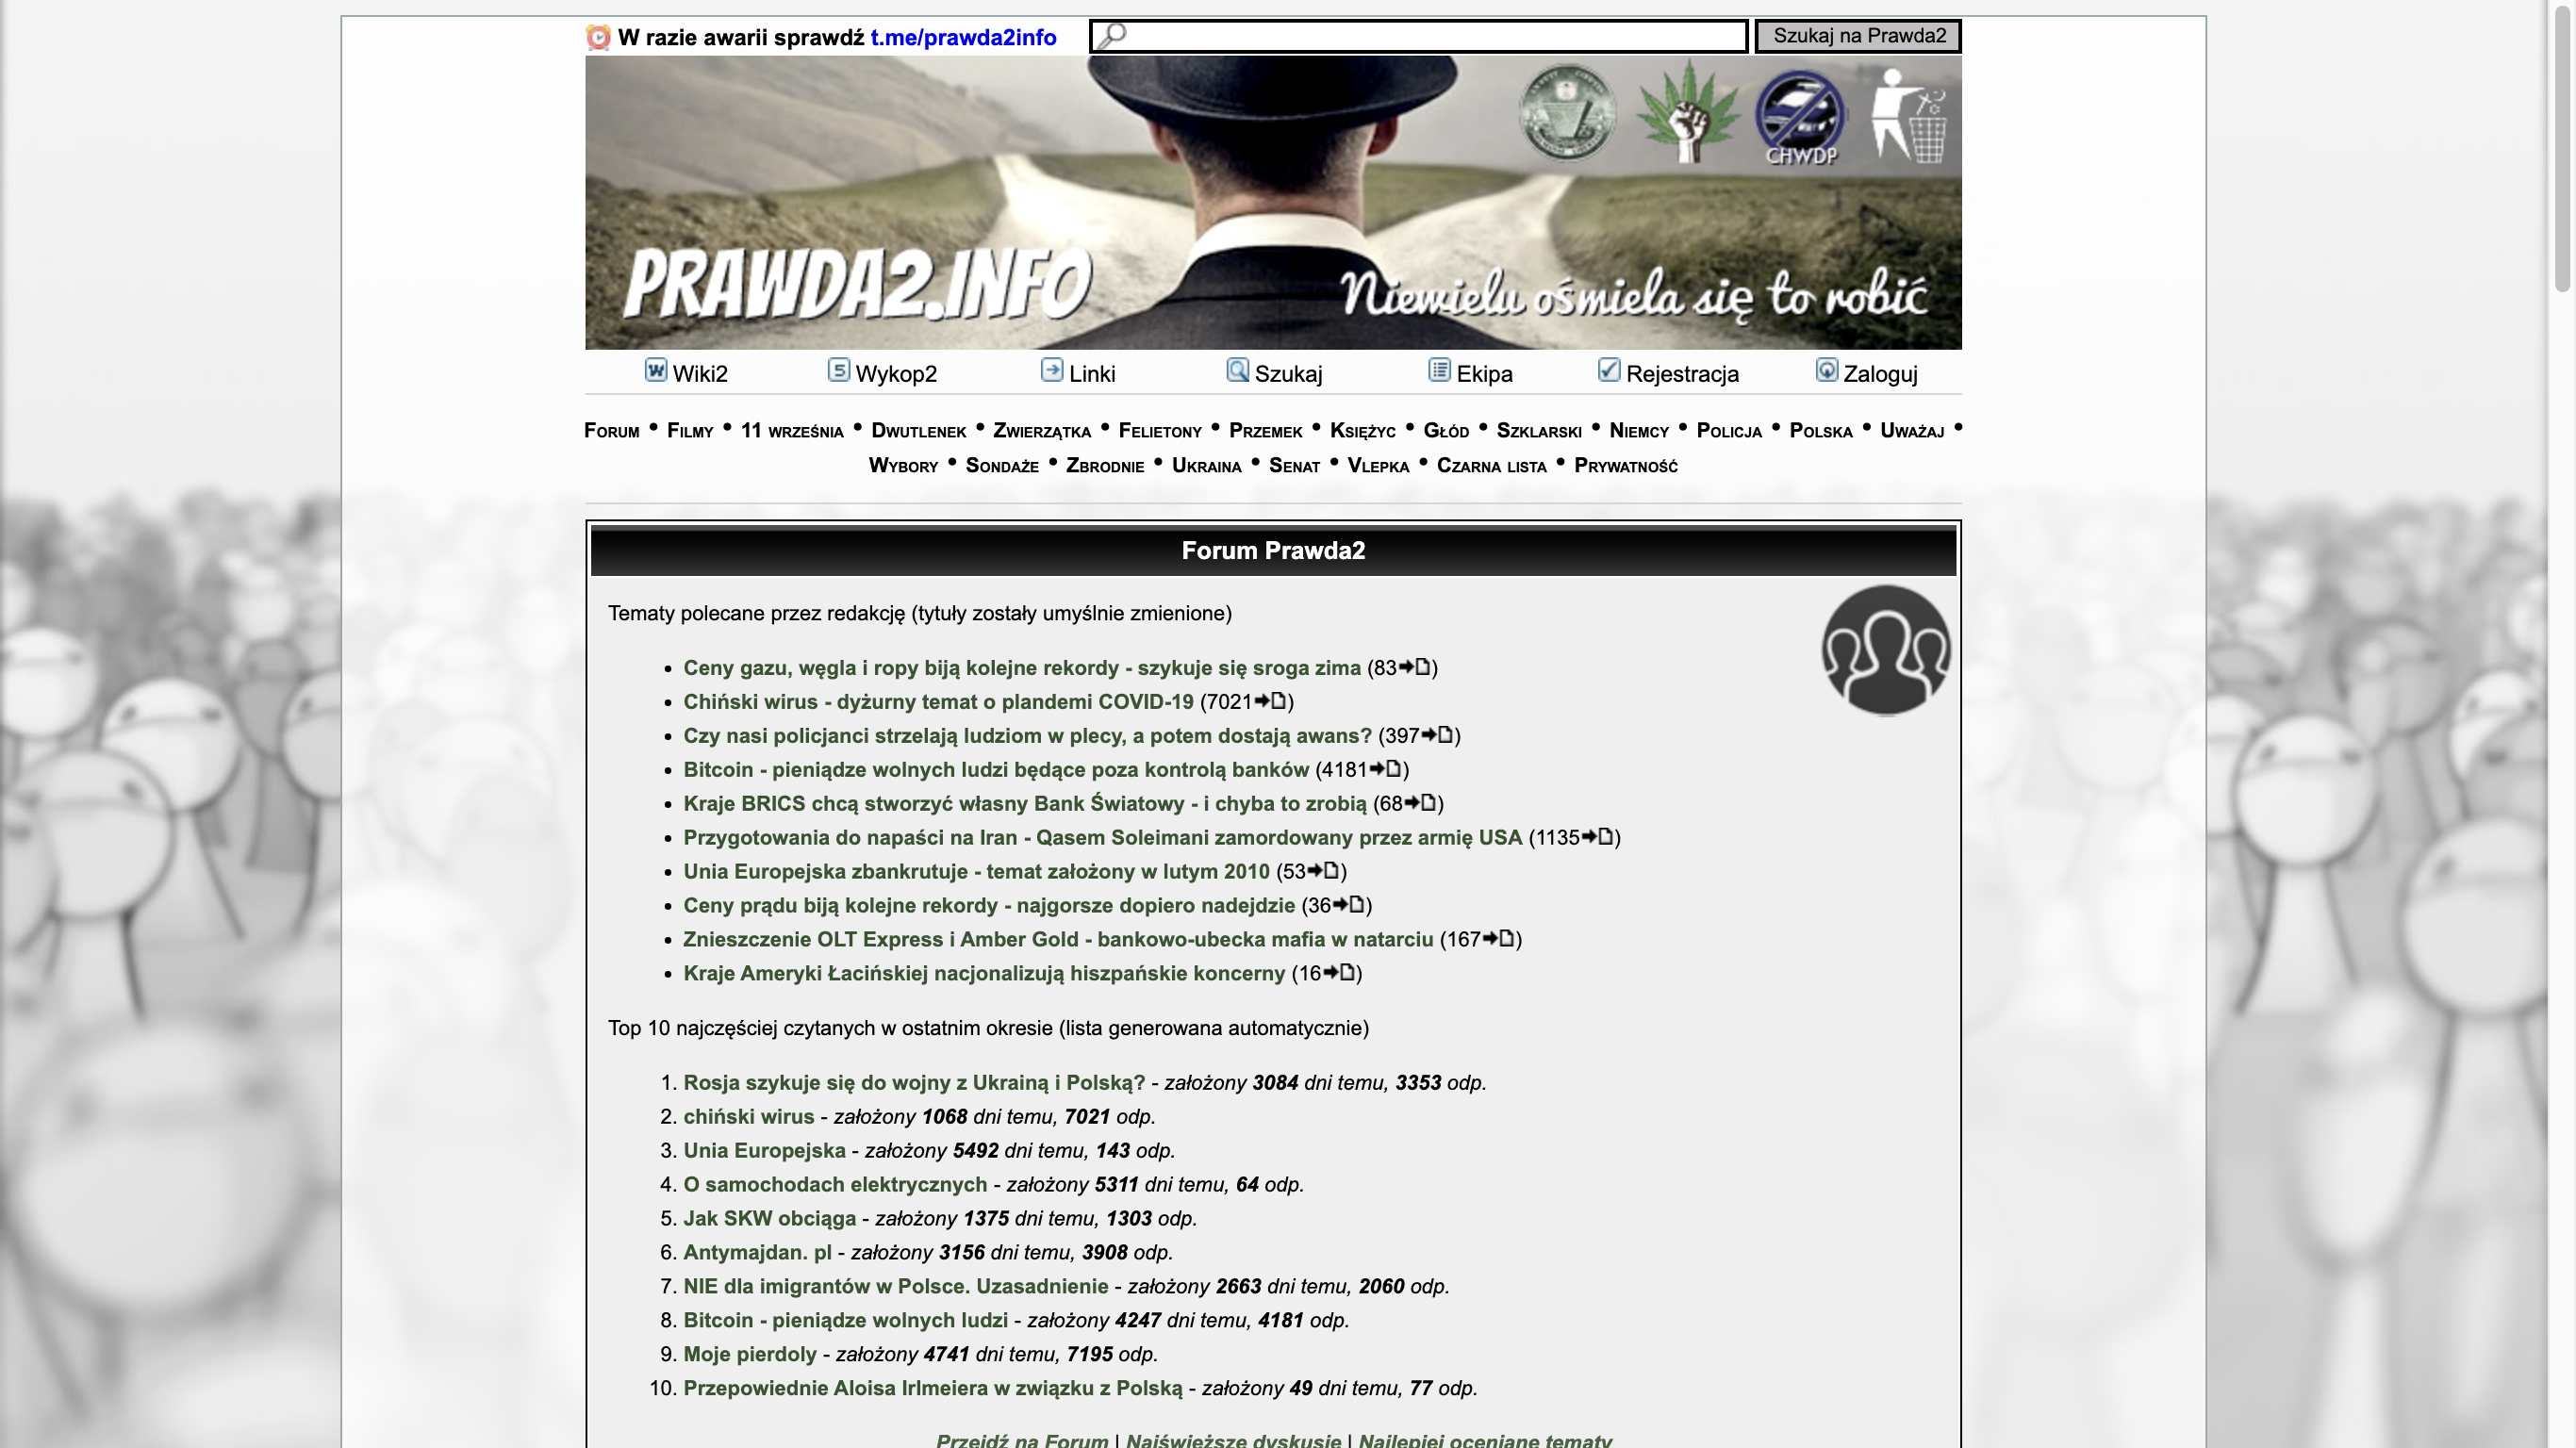 W razie awarii sprawdź t.me/prawda2info
Szukaj na Prawda2
CHWDP
PRAWDA2.INFO
Niewielu ośmiela się to robić
Wiki2 Wykop2 Linki Szukaj Ekipa Rejestracja Zaloguj
Forum • Filmy • 11 września • Dwutlenek • Zwierzątka • Felietony • Przemek • Księżyc • Głód • Szklarski • Niemcy • Policja • Polska • Uważaj •
Wybory • Sondaże • Zbrodnie • Ukraina • Senat • Vlepka • Czarna lista • Prywatność
Forum Prawda2
Tematy polecane przez redakcję (tytuły zostały umyślnie zmienione)
• Ceny gazu, węgla i ropy biją kolejne rekordy - szykuje się sroga zima (83)
• Chiński wirus - dyżurny temat o plandemi COVID-19 (7021)
• Czy nasi policjanci strzelają ludziom w plecy, a potem dostają awans? (397)
• Bitcoin - pieniądze wolnych ludzi będące poza kontrolą banków (4181)
• Kraje BRICS chcą stworzyć własny Bank Światowy - i chyba to zrobią (68)
• Przygotowania do napaści na Iran - Qasem Soleimani zamordowany przez armię USA (1135)
• Unia Europejska zbankrutuje - temat założony w lutym 2010 (53)
• Ceny prądu biją kolejne rekordy - najgorsze dopiero nadejdzie (36)
• Znieszczenie OLT Express i Amber Gold - bankowo-ubecka mafia w natarciu (167)
• Kraje Ameryki Łacińskiej nacjonalizują hiszpańskie koncerny (16)
Top 10 najczęściej czytanych w ostatnim okresie (lista generowana automatycznie)
1. Rosja szykuje się do wojny z Ukrainą i Polską? - założony 3084 dni temu, 3353 odp.
2. chiński wirus - założony 1068 dni temu, 7021 odp.
3. Unia Europejska - założony 5492 dni temu, 143 odp.
4. O samochodach elektrycznych - założony 5311 dni temu, 64 odp.
5. Jak SKW obciąga - założony 1375 dni temu, 1303 odp.
6. Antymajdan. pl - założony 3156 dni temu, 3908 odp.
7. NIE dla imigrantów w Polsce. Uzasadnienie - założony 2663 dni temu, 2060 odp.
8. Bitcoin - pieniądze wolnych ludzi - założony 4247 dni temu, 4181 odp.
9. Moje pierdoly - założony 4741 dni temu, 7195 odp.
10. Przepowiednie Aloisa Irlmeiera w związku z Polską - założony 49 dni temu, 77 odp.
Przejdź na Forum | Najświeższe dyskusje | Najlepiej oceniane tematy